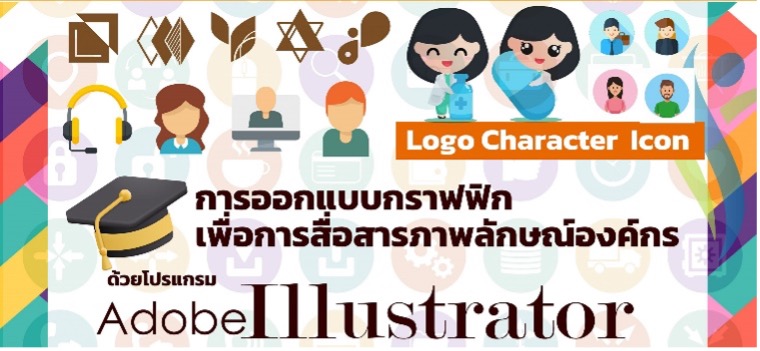 Logo Character Icon
การออกแบบกราฟฟิก
เพื่อการสื่อสารภาพลักษณ์องค์กร
ด้วยโปรแกรม
Adobe Illustrator